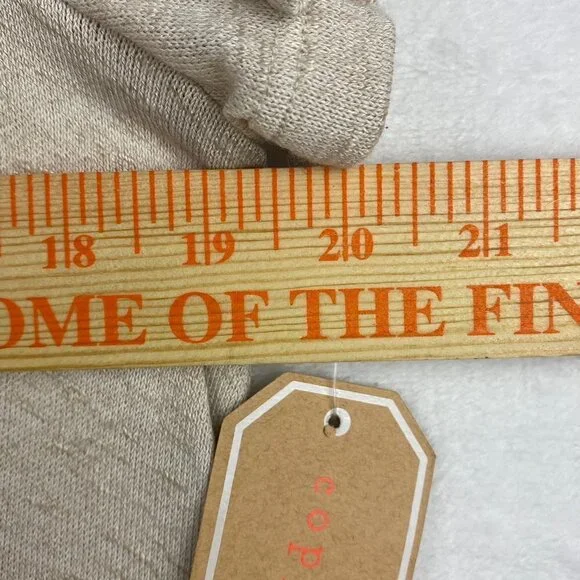 18 19 20 21
OME OF THE FIN
cop